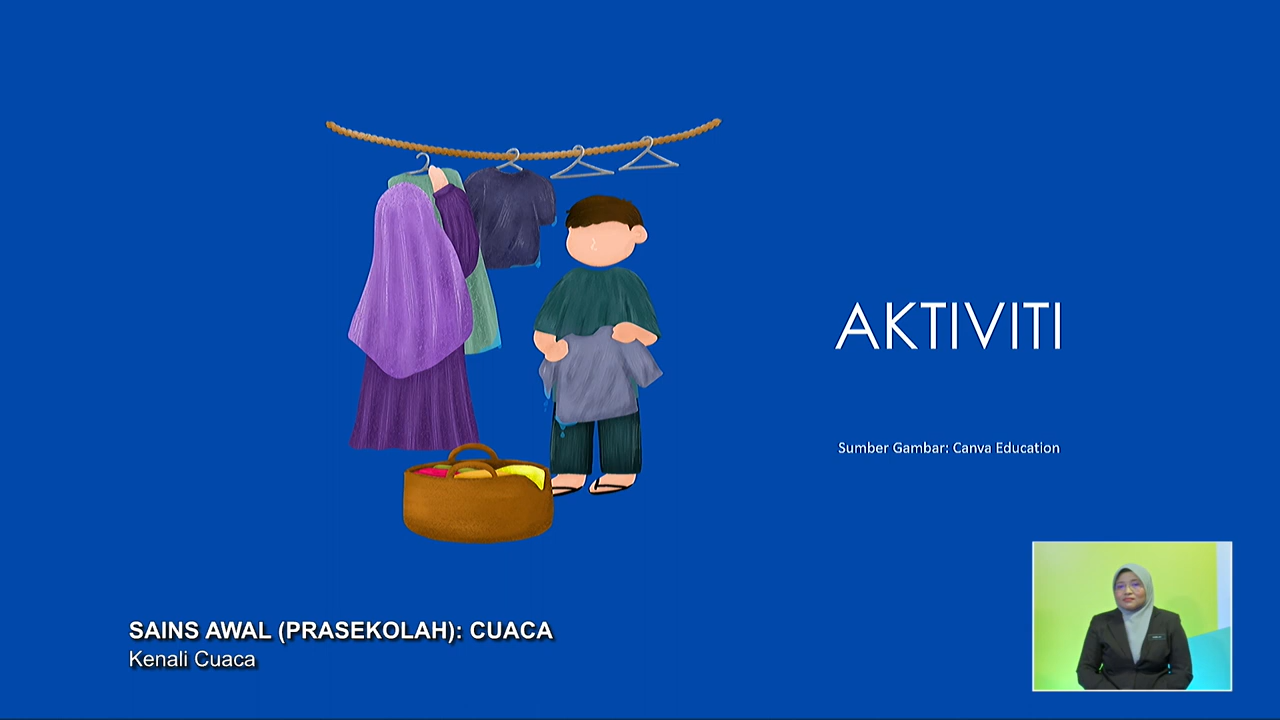 AKTIVITI
Sumber Gambar: Canva Education
SAINS AWAL (PRASEKOLAH): CUACA
Kenali Cuaca